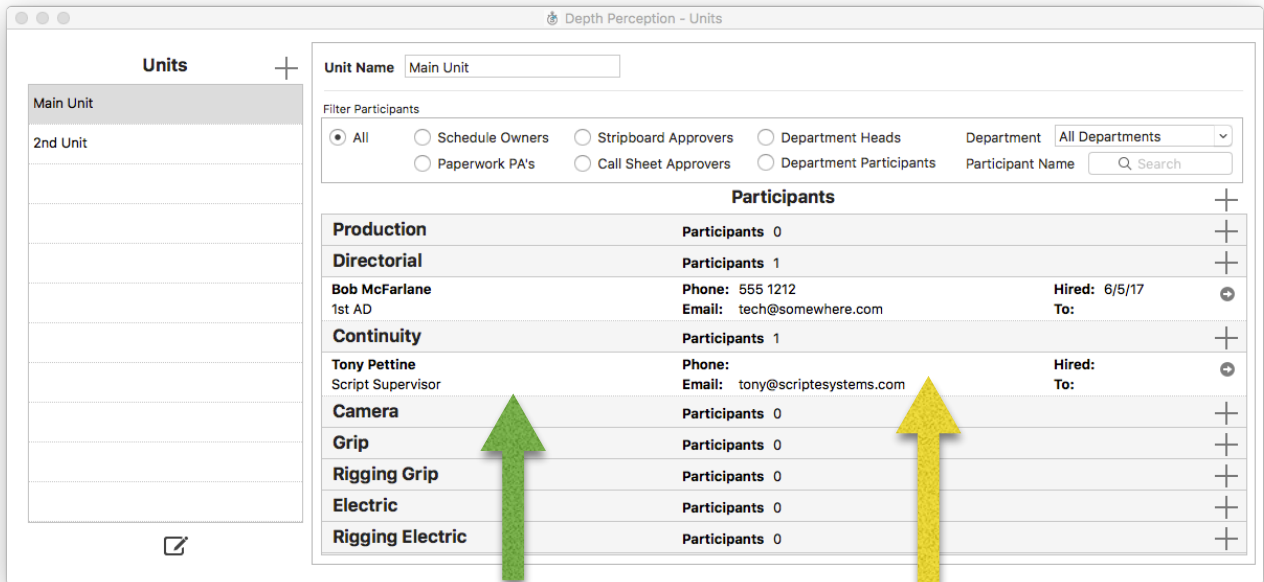 Depth Perception - Units
Units
Main Unit
2nd Unit
Unit Name Main Unit
Filter Participants
All Schedule Owners Stripboard Approvers Department Heads Department All Departments
Paperwork PA's Call Sheet Approvers Department Participants Participant Name Search
Participants
Production Participants 0
Directorial Participants 1
Bob McFarlane Phone: 555 1212 Hired: 6/5/17
1st AD Email: tech@somewhere.com To:
Continuity Participants 1
Tony Pettine Phone: Hired:
Script Supervisor Email: tony@scriptesystems.com To:
Camera Participants 0
Grip Participants 0
Rigging Grip Participants 0
Electric Participants 0
Rigging Electric Participants 0